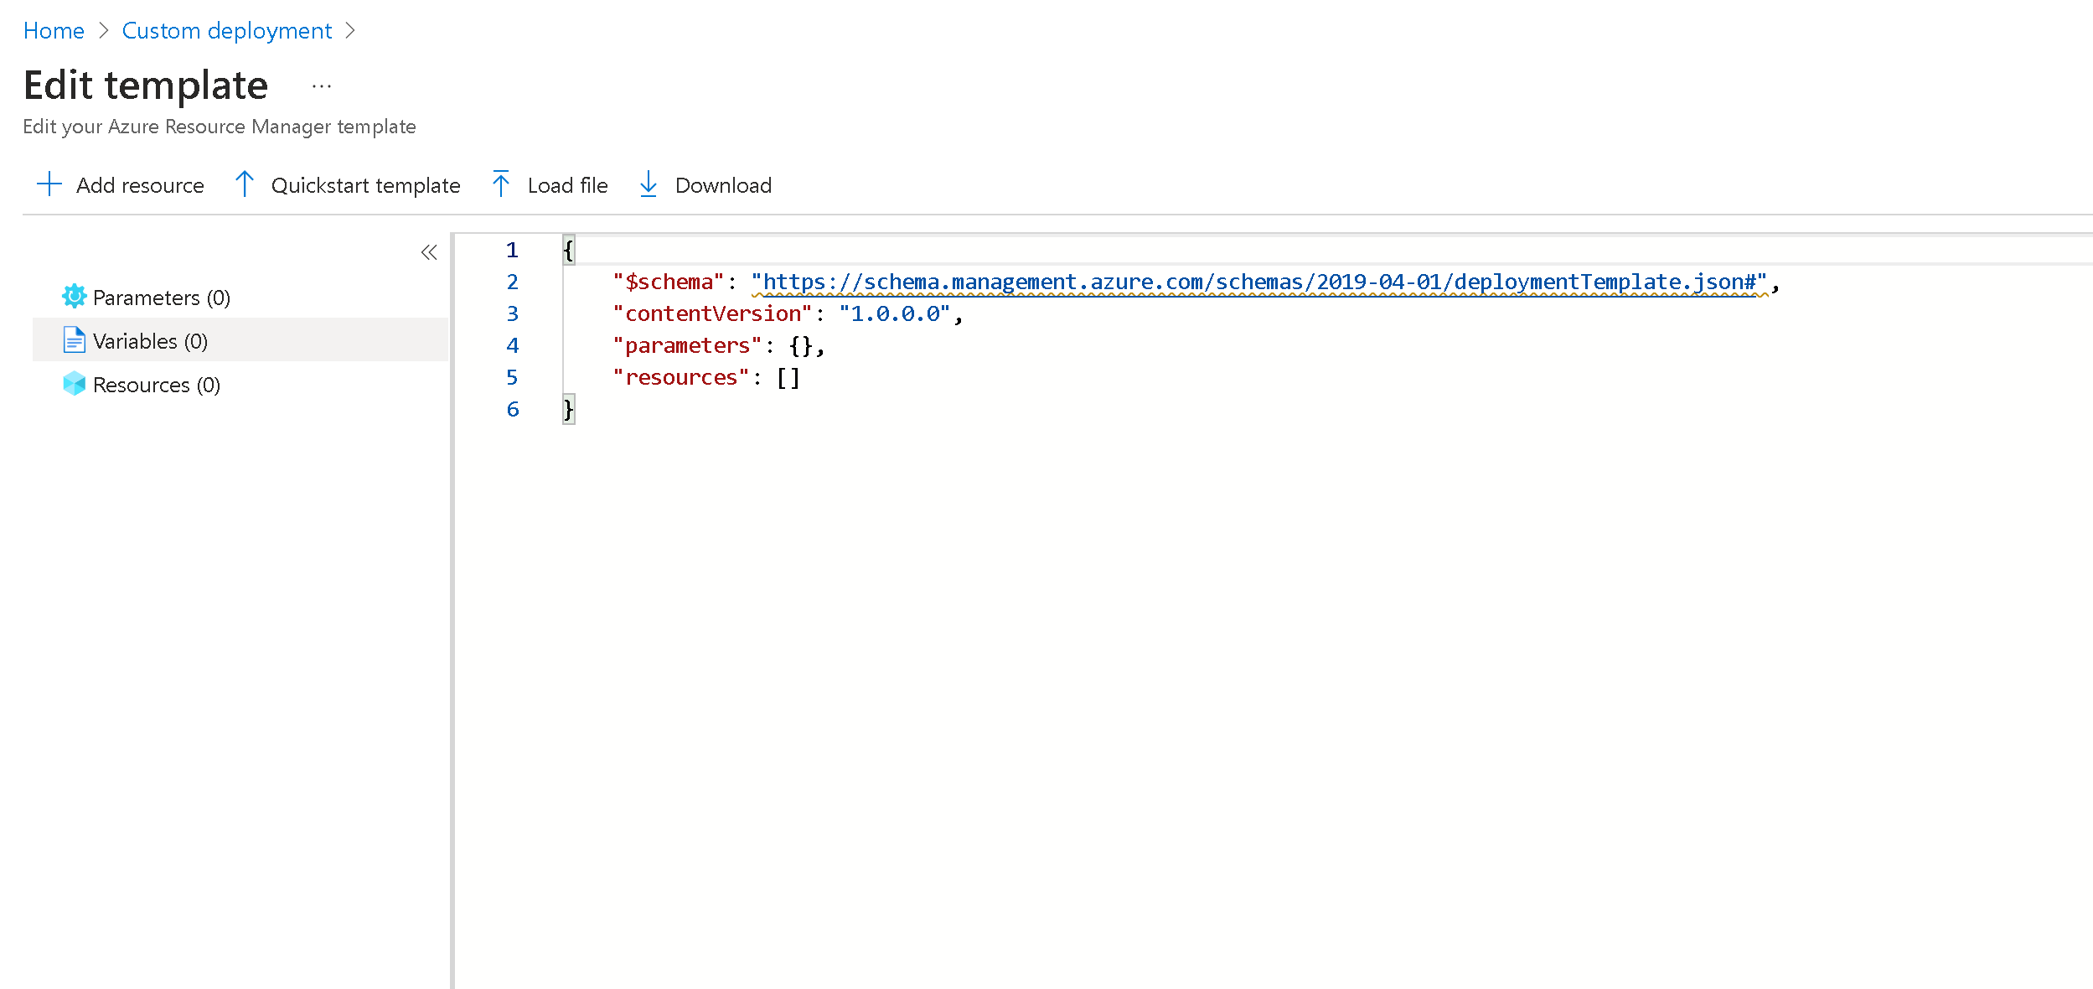 Home > Custom deployment >
Edit template ...
Edit your Azure Resource Manager template
Add resource Quickstart template Load file Download
«
Parameters (0)
Variables (0)
Resources (0)
1 {
2 "$schema": "https://schema.management.azure.com/schemas/2019-04-01/deploymentTemplate.json#",
3 "contentVersion": "1.0.0.0",
4 "parameters": {},
5 "resources": []
6 }